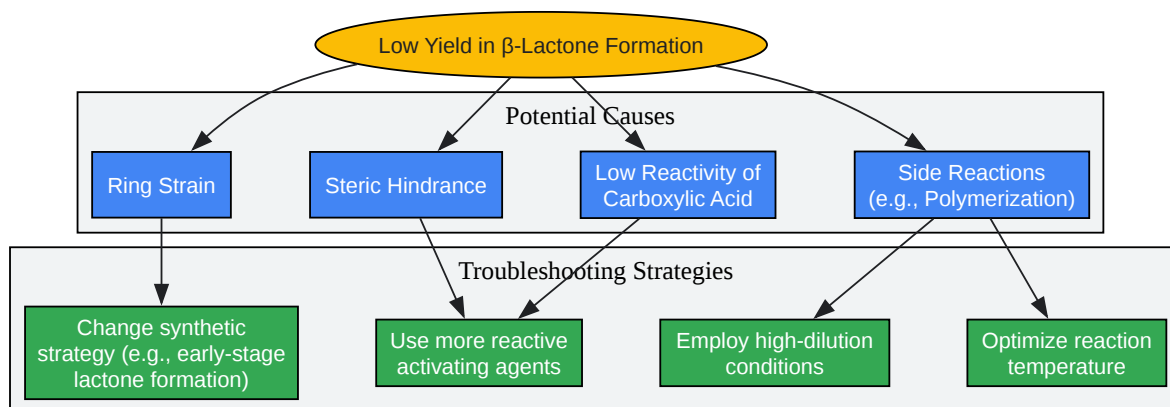 Low Yield in β-Lactone Formation
Potential Causes
Ring Strain
Steric Hindrance
Low Reactivity of
Carboxylic Acid
Side Reactions
(e.g., Polymerization)
Troubleshooting Strategies
Change synthetic
strategy (e.g., early-stage
lactone formation)
Use more reactive
activating agents
Employ high-dilution
conditions
Optimize reaction
temperature